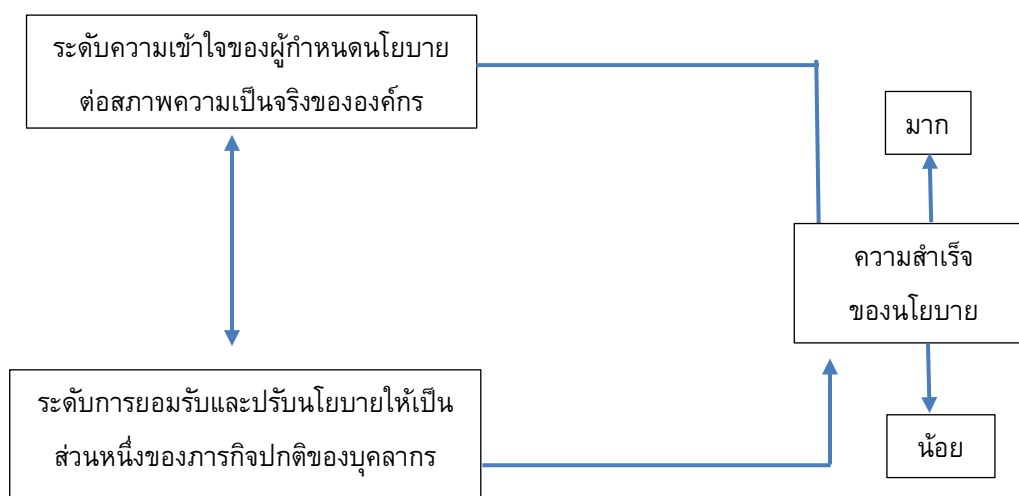 ระดับความเข้าใจของผู้กำหนดนโยบาย
ต่อสภาพความเป็นจริงขององค์กร
มาก
ความสำเร็จ
ของนโยบาย
ระดับการยอมรับและปรับนโยบายให้เป็น
ส่วนหนึ่งของภารกิจปกติของบุคลากร
น้อย